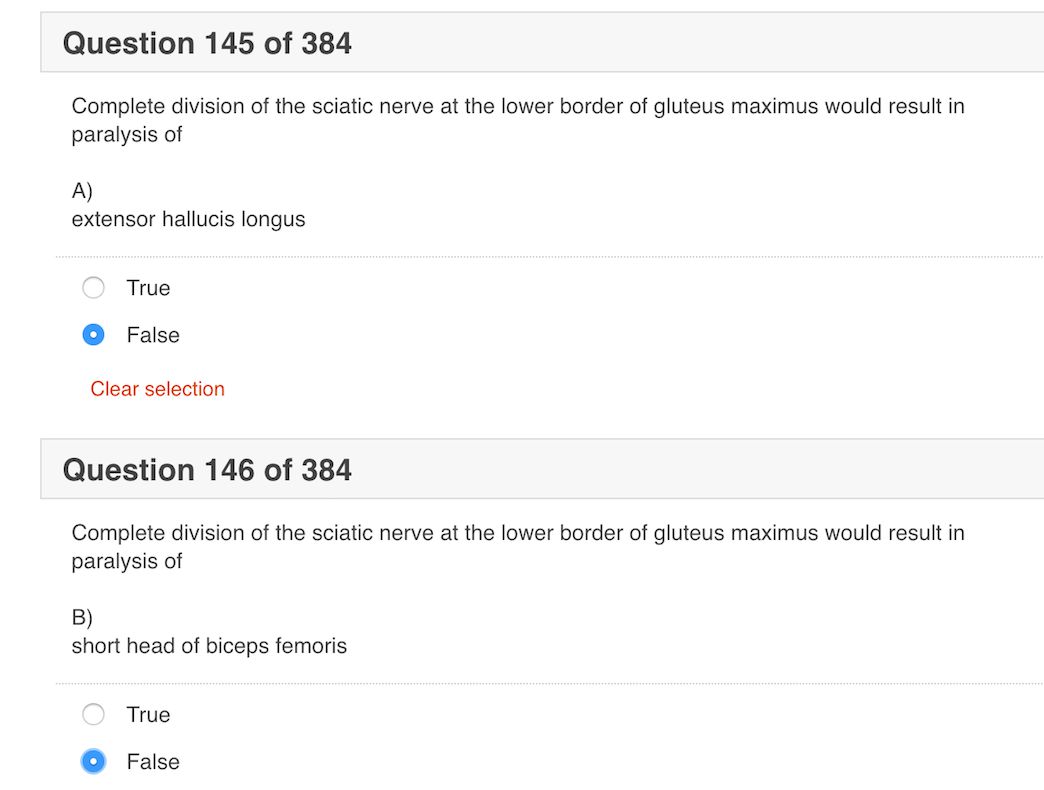 Question 145 of 384
Complete division of the sciatic nerve at the lower border of gluteus maximus would result in
paralysis of
A)
extensor hallucis longus
True
False
Clear selection
Question 146 of 384
Complete division of the sciatic nerve at the lower border of gluteus maximus would result in
paralysis of
B)
short head of biceps femoris
True
False